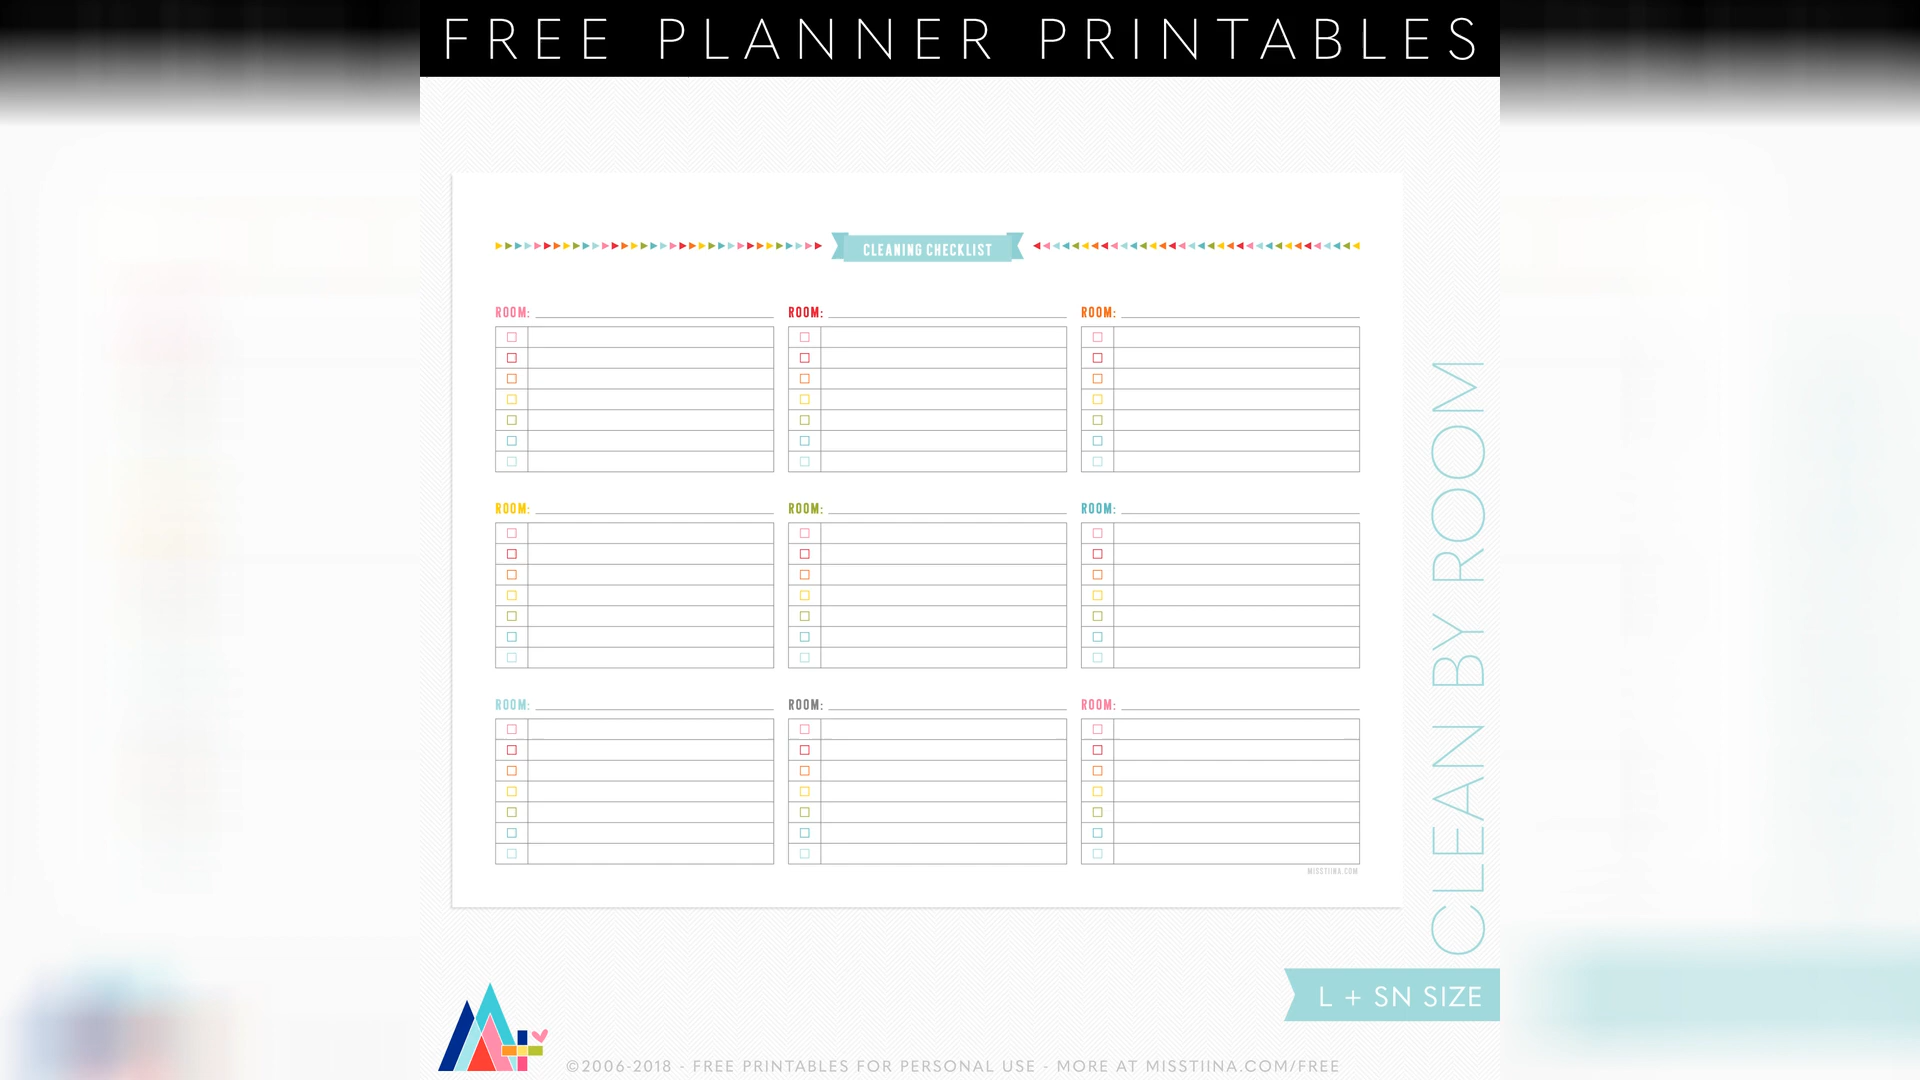 FREE PLANNER PRINTABLES
CLEANING CHECKLIST
ROOM:
ROOM:
ROOM:
ROOM:
ROOM:
ROOM:
ROOM:
ROOM:
ROOM:
MISSTIINA.COM
CLEAN BY ROOM
L + SN SIZE
©2006-2018 - FREE PRINTABLES FOR PERSONAL USE - MORE AT MISSTIINA.COM/FREE